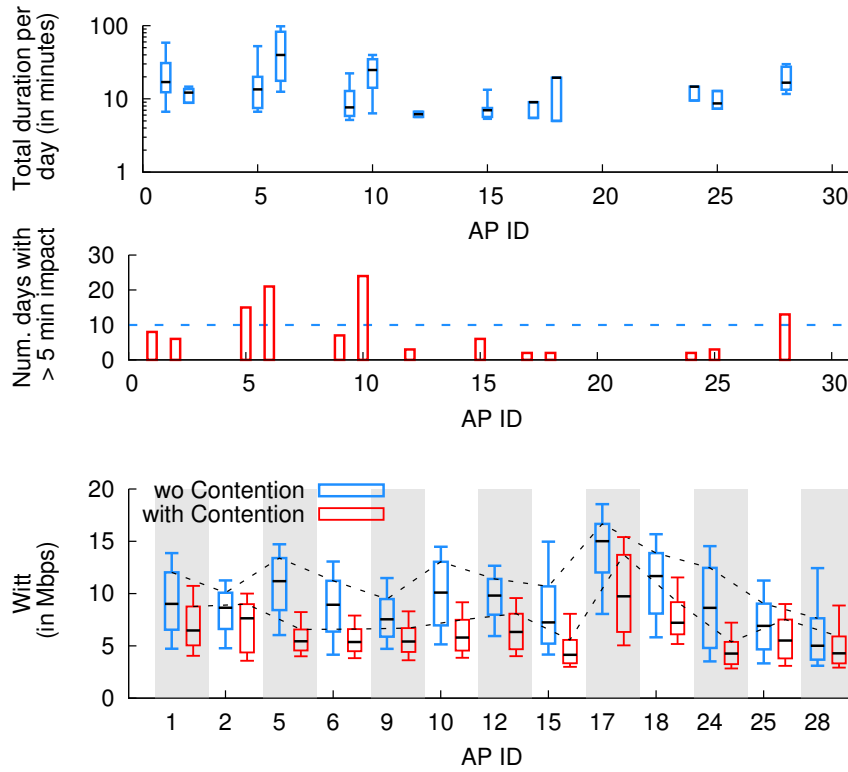 Total duration per
day (in minutes)
100
10
1
0 5 10 15 20 25 30
AP ID
Num. days with
> 5 min impact
30
20
10
0
0 5 10 15 20 25 30
AP ID
Witt
(in Mbps)
20
15
10
5
0
wo Contention
with Contention
1 2 5 6 9 10 12 15 17 18 24 25 28
AP ID